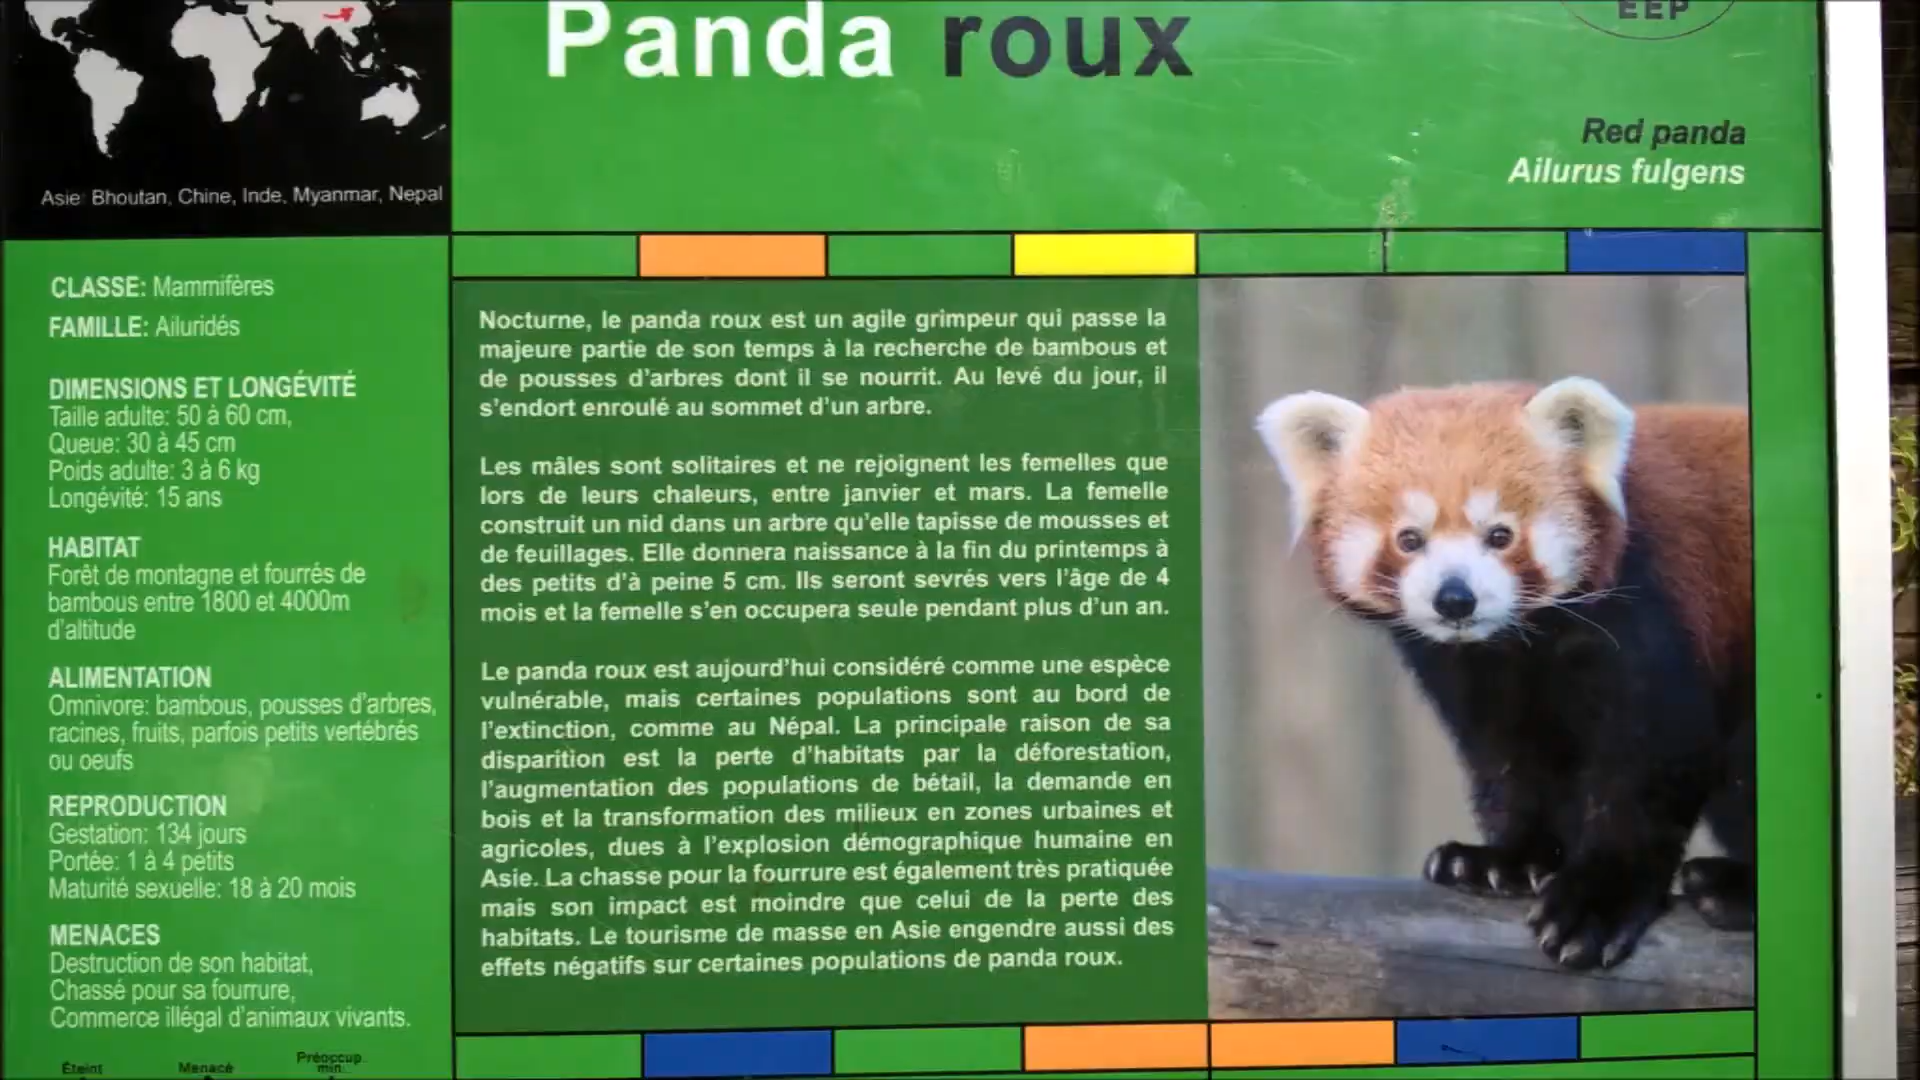 EEP
Panda roux
Red panda
Ailurus fulgens
Asie: Bhoutan, Chine, Inde, Myanmar, Nepal
CLASSE: Mammifères
FAMILLE: Ailuridés
DIMENSIONS ET LONGÉVITÉ
Taille adulte: 50 à 60 cm,
Queue: 30 à 45 cm
Poids adulte: 3 à 6 kg
Longévité: 15 ans
HABITAT
Forêt de montagne et fourrés de
bambous entre 1800 et 4000m
d'altitude
ALIMENTATION
Omnivore: bambous, pousses d'arbres,
racines, fruits, parfois petits vertébrés
ou oeufs
REPRODUCTION
Gestation: 134 jours
Portée: 1 à 4 petits
Maturité sexuelle: 18 à 20 mois
MENACES
Destruction de son habitat,
Chassé pour sa fourrure,
Commerce illégal d'animaux vivants.
Éteint
Menacé
Préoccup.
min.
Nocturne, le panda roux est un agile grimpeur qui passe la
majeure partie de son temps à la recherche de bambous et
de pousses d'arbres dont il se nourrit. Au levé du jour, il
s'endort enroulé au sommet d'un arbre.
Les mâles sont solitaires et ne rejoignent les femelles que
lors de leurs chaleurs, entre janvier et mars. La femelle
construit un nid dans un arbre qu'elle tapisse de mousses et
de feuillages. Elle donnera naissance à la fin du printemps à
des petits d'à peine 5 cm. Ils seront sevrés vers l'âge de 4
mois et la femelle s'en occupera seule pendant plus d'un an.
Le panda roux est aujourd'hui considéré comme une espèce
vulnérable, mais certaines populations sont au bord de
l'extinction, comme au Népal. La principale raison de sa
disparition est la perte d'habitats par la déforestation,
l'augmentation des populations de bétail, la demande en
bois et la transformation des milieux en zones urbaines et
agricoles, dues à l'explosion démographique humaine en
Asie. La chasse pour la fourrure est également très pratiquée
mais son impact est moindre que celui de la perte des
habitats. Le tourisme de masse en Asie engendre aussi des
effets négatifs sur certaines populations de panda roux.